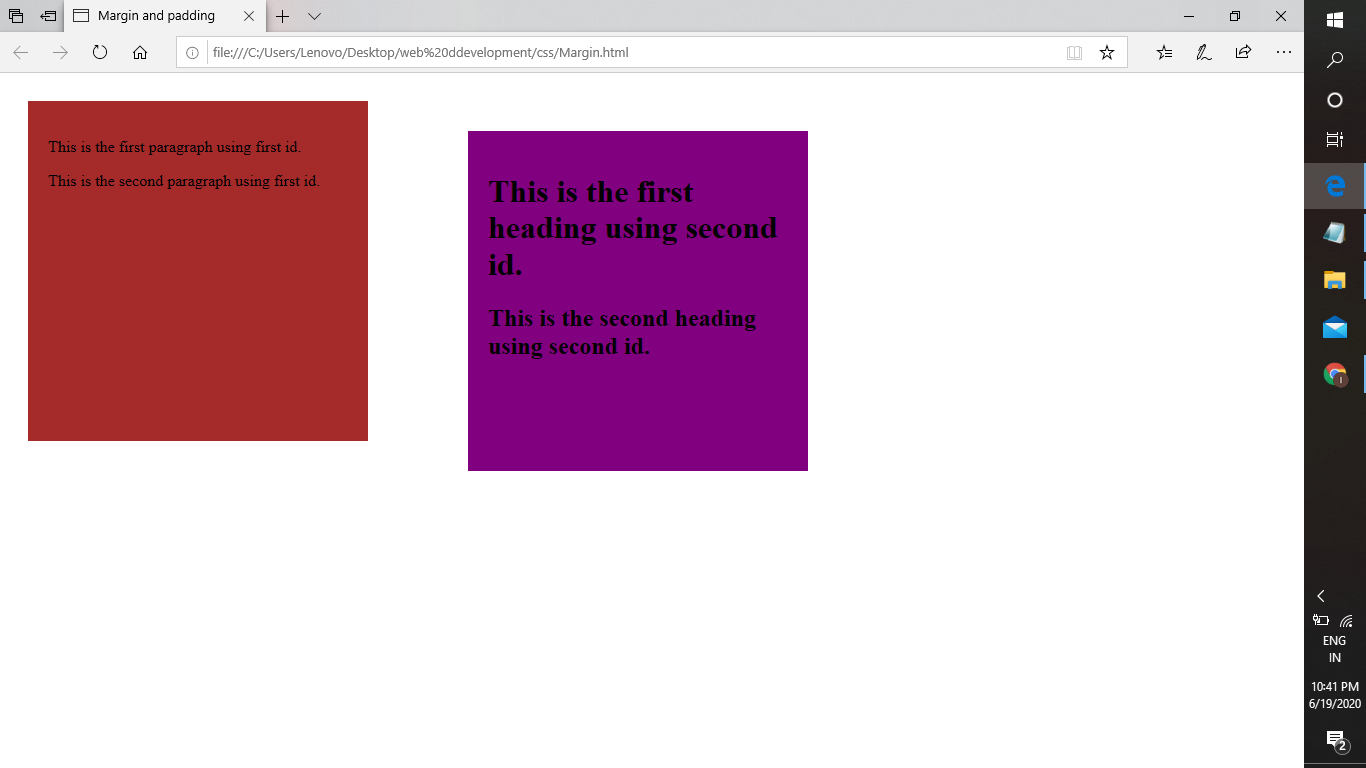 Margin and padding
file:///C:/Users/Lenovo/Desktop/web%20ddevelopment/css/Margin.html
This is the first paragraph using first id.
This is the second paragraph using first id.
This is the first
heading using second
id.
This is the second heading
using second id.
I
ENG
IN
10:41 PM
6/19/2020
2